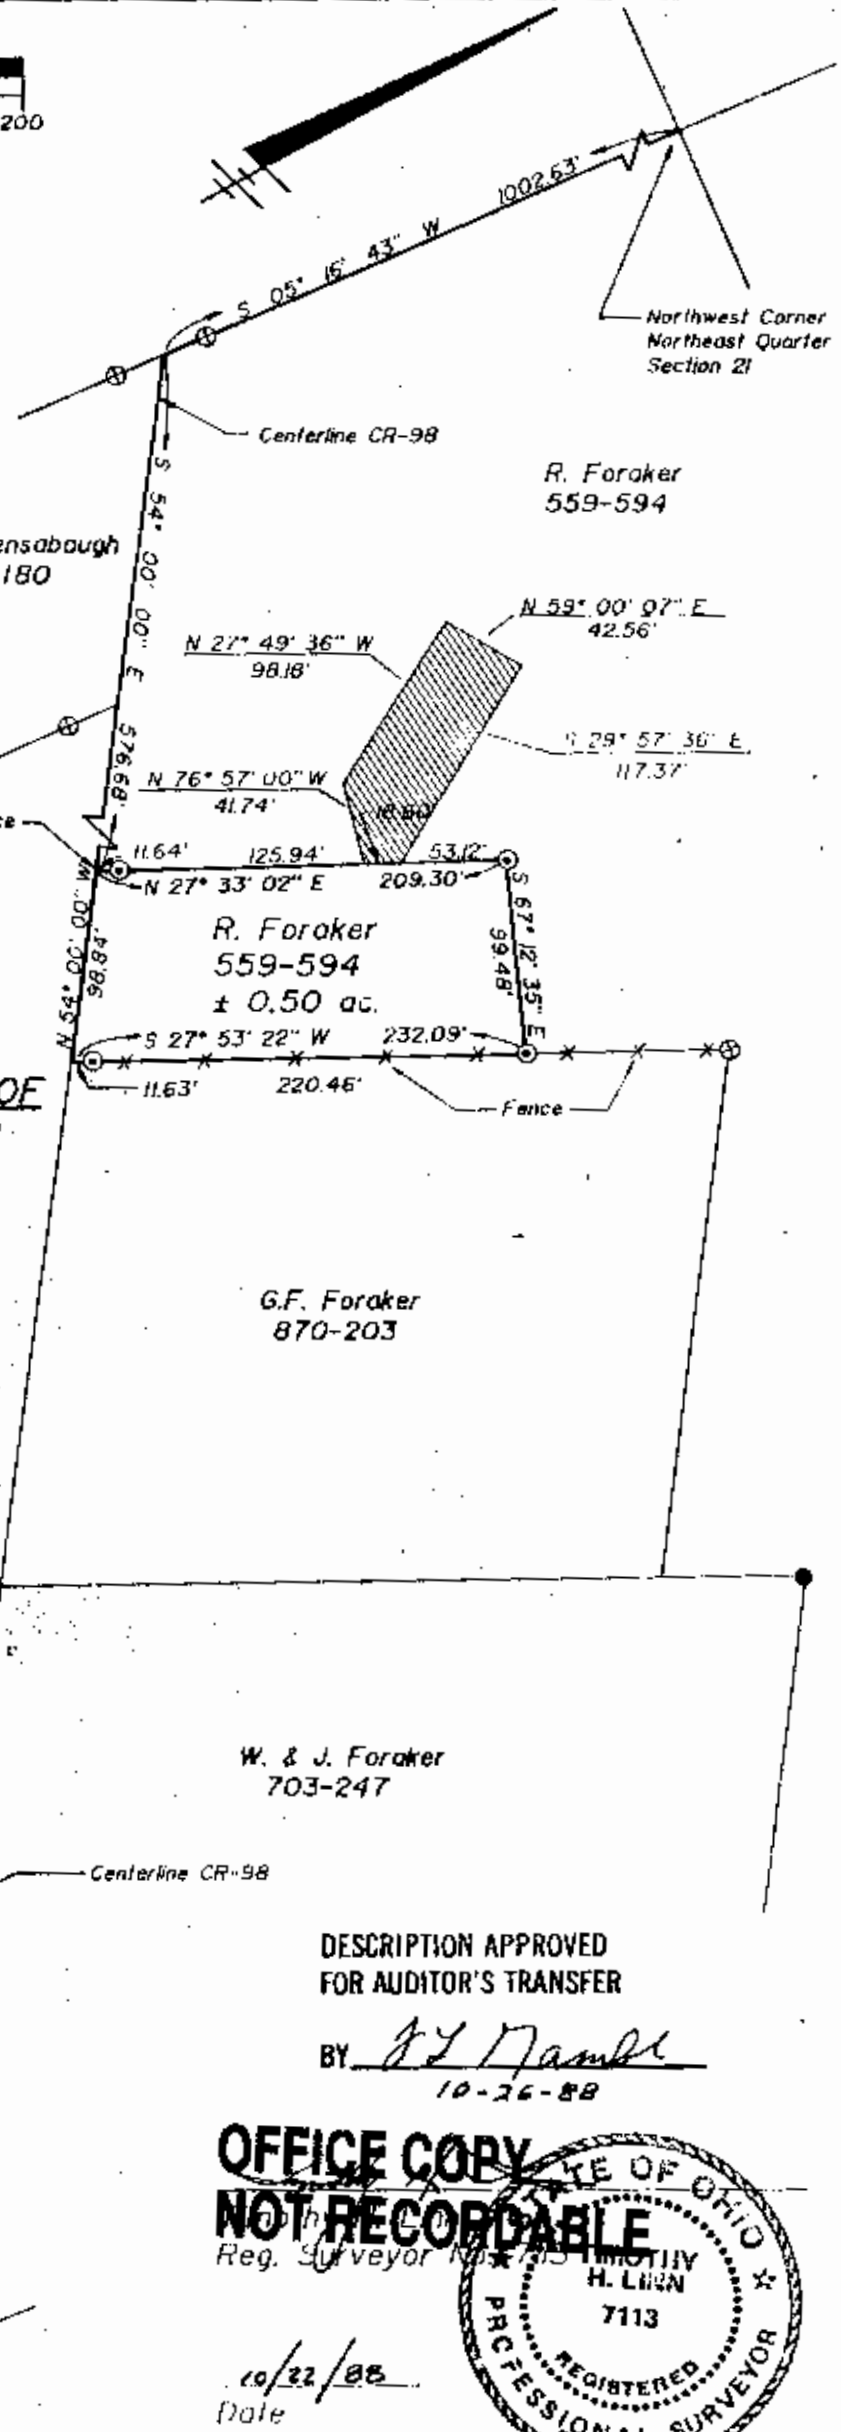 200
1002.63'
S 05° 15' 43" W
Northwest Corner
Northeast Quarter
Section 21
Centerline CR-98
S 54° 00' 00" E 576.68'
R. Foraker
559-594
ensabaugh
180
N 59° 00' 07" E
42.56'
N 27° 49' 36" W
98.18'
S 29° 57' 36" E
117.37'
N 76° 57' 00" W
41.74'
18.60
ce
11.64'
125.94'
53.12'
N 27° 33' 02" E
209.30'
N 54° 00' 00" W
98.84'
R. Foraker
559-594
± 0.50 ac.
S 67° 12' 35" E
99.48'
S 27° 53' 22" W
232.09'
11.63'
220.46'
Fence
OF
G.F. Foraker
870-203
W. & J. Foraker
703-247
Centerline CR-98
DESCRIPTION APPROVED
FOR AUDITOR'S TRANSFER
BY
10-26-88
OFFICE COPY
NOT RECORDABLE
Reg. Surveyor
STATE OF OHIO
TIMOTHY
H. LINN
7113
REGISTERED
PROFESSIONAL SURVEYOR
10/22/88
Date